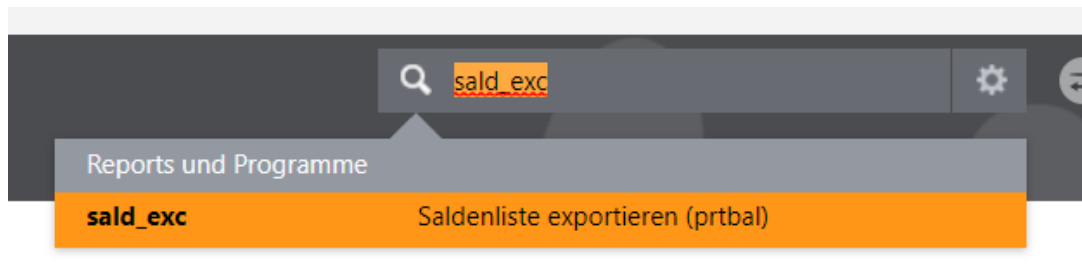 sald_exc
Reports und Programme
sald_exc Saldenliste exportieren (prtbal)